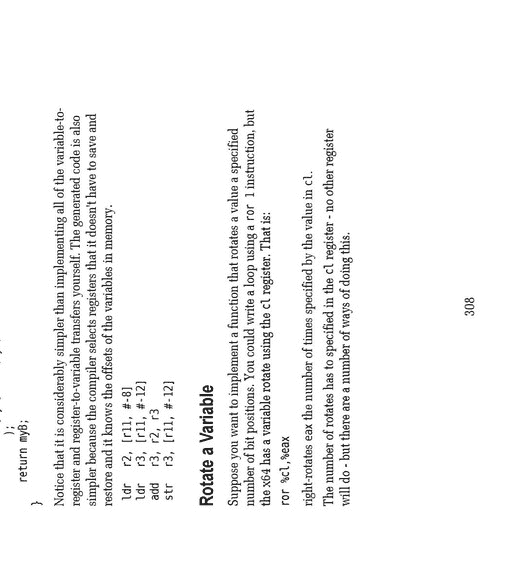 );
return myB;
}
Notice that it is considerably simpler than implementing all of the variable-to-
register and register-to-variable transfers yourself. The generated code is also
simpler because the compiler selects registers that it doesn't have to save and
restore and it knows the offsets of the variables in memory.
ldr r2, [r11, #-8]
ldr r3, [r11, #-12]
add r3, r2, r3
str r3, [r11, #-12]
Rotate a Variable
Suppose you want to implement a function that rotates a value a specified
number of bit positions. You could write a loop using a ror 1 instruction, but
the x64 has a variable rotate using the cl register. That is:
ror %cl,%eax
right-rotates eax the number of times specified by the value in cl.
The number of rotates has to specified in the cl register - no other register
will do - but there are a number of ways of doing this.
308